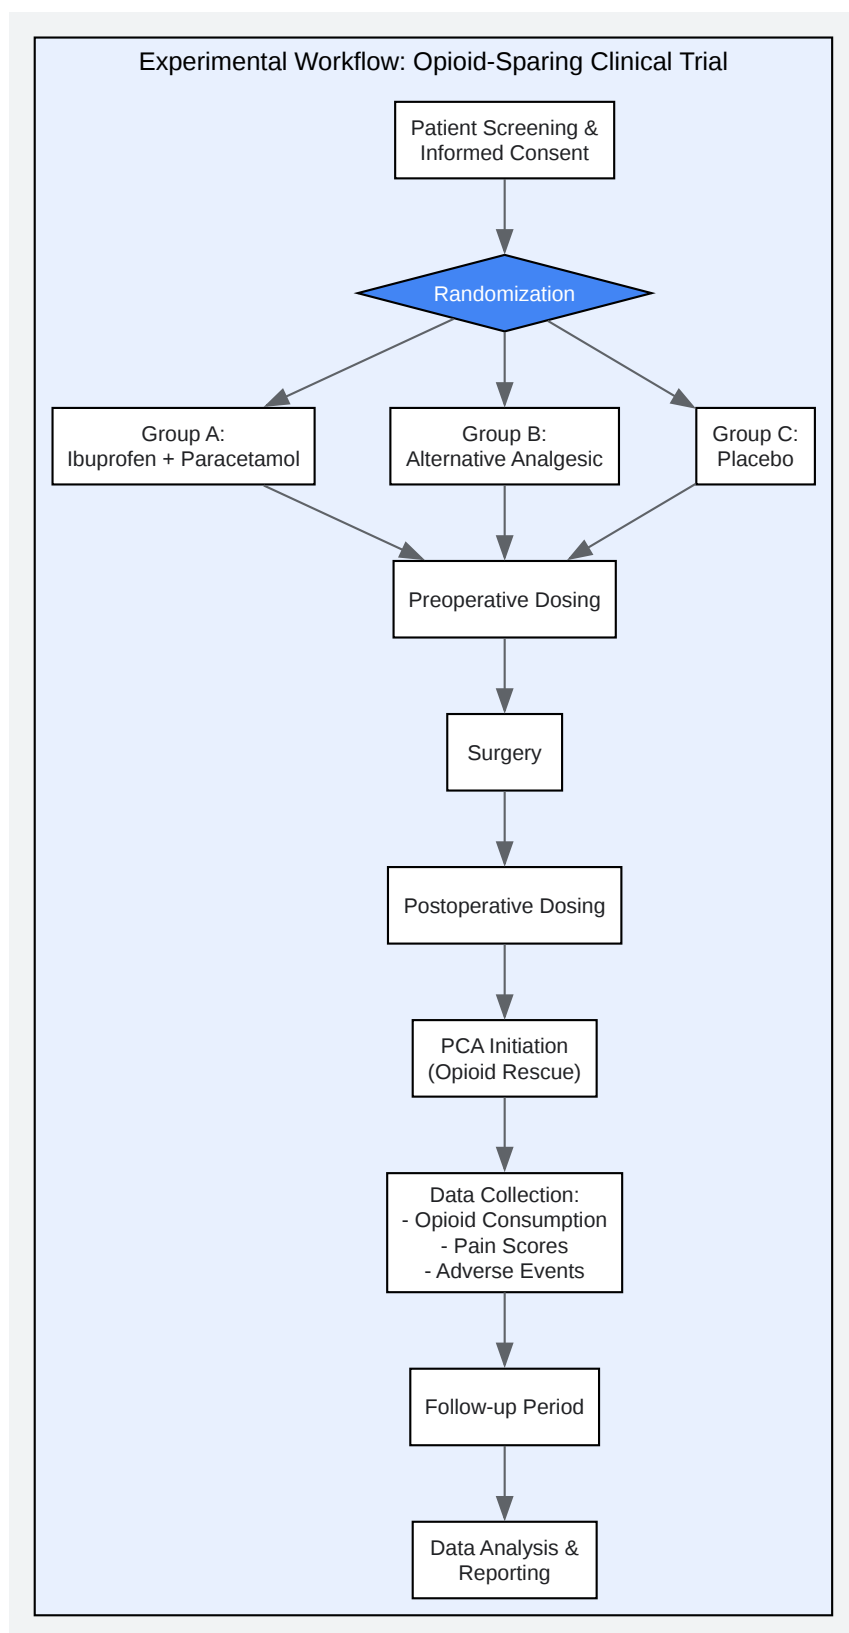 Experimental Workflow: Opioid-Sparing Clinical Trial
Patient Screening &
Informed Consent
Randomization
Group A:
Ibuprofen + Paracetamol
Group B:
Alternative Analgesic
Group C:
Placebo
Preoperative Dosing
Surgery
Postoperative Dosing
PCA Initiation
(Opioid Rescue)
Data Collection:
- Opioid Consumption
- Pain Scores
- Adverse Events
Follow-up Period
Data Analysis &
Reporting